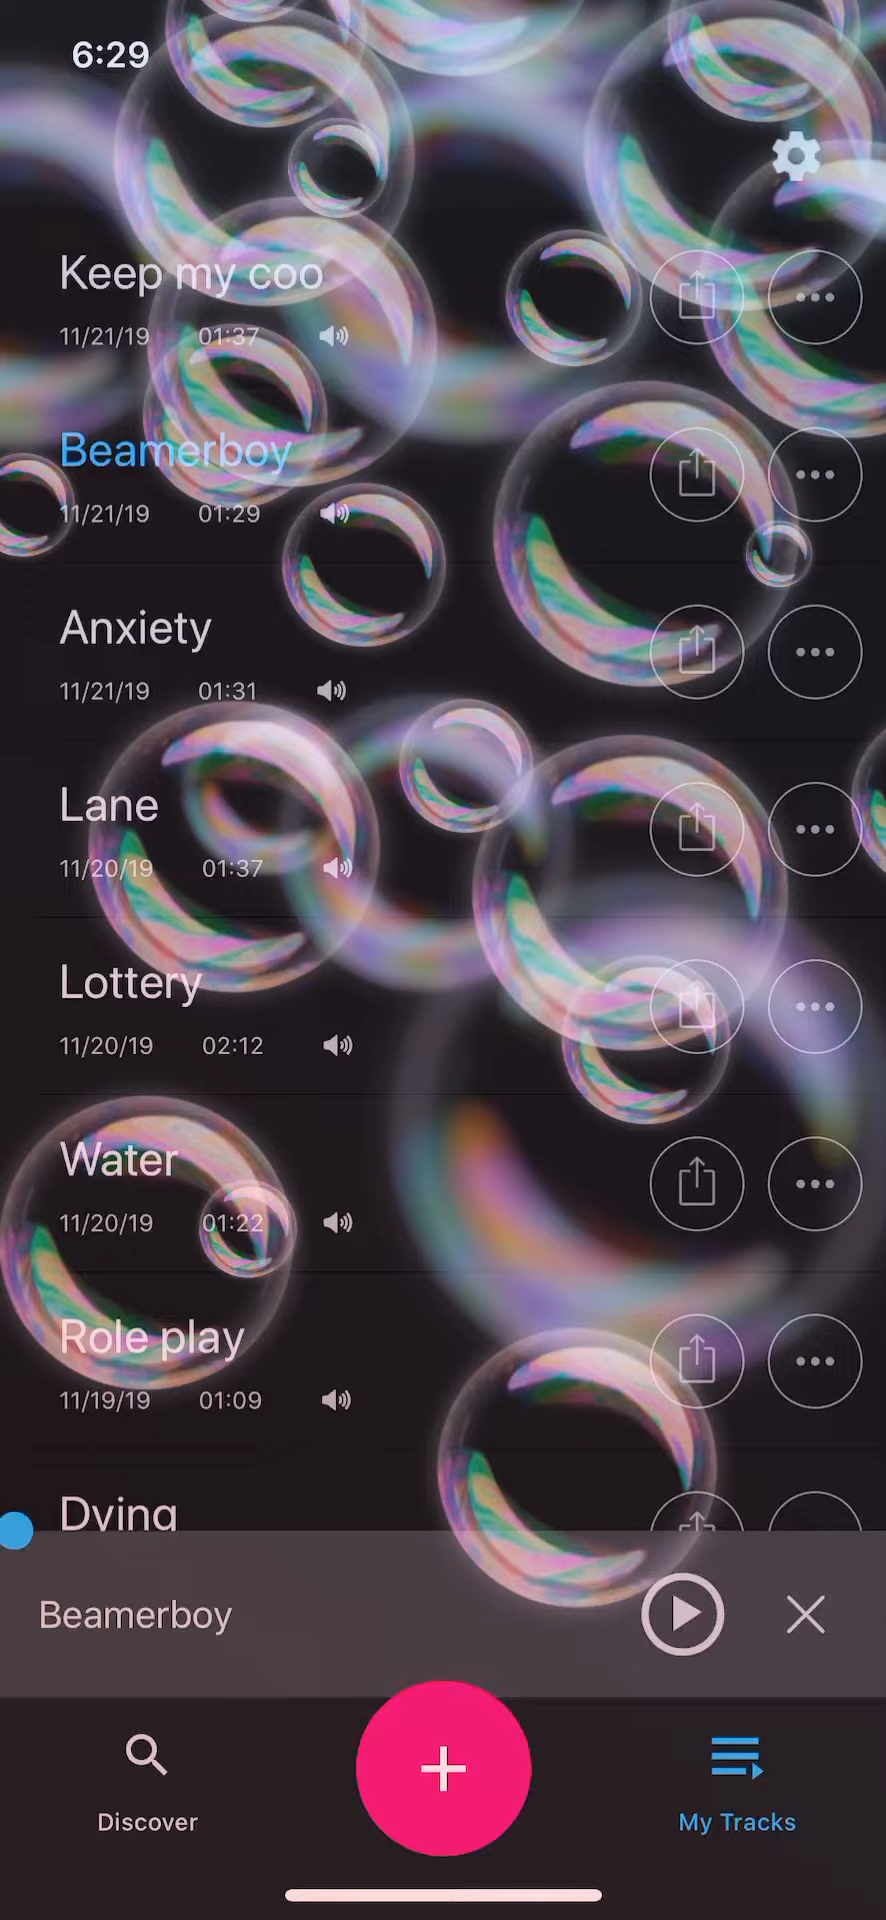 6:29
Keep my coo
11/21/19 01:37
Beamerboy
11/21/19 01:29
Anxiety
11/21/19 01:31
Lane
11/20/19 01:37
Lottery
11/20/19 02:12
Water
11/20/19 01:22
Role play
11/19/19 01:09
Dying
Beamerboy
Discover
My Tracks